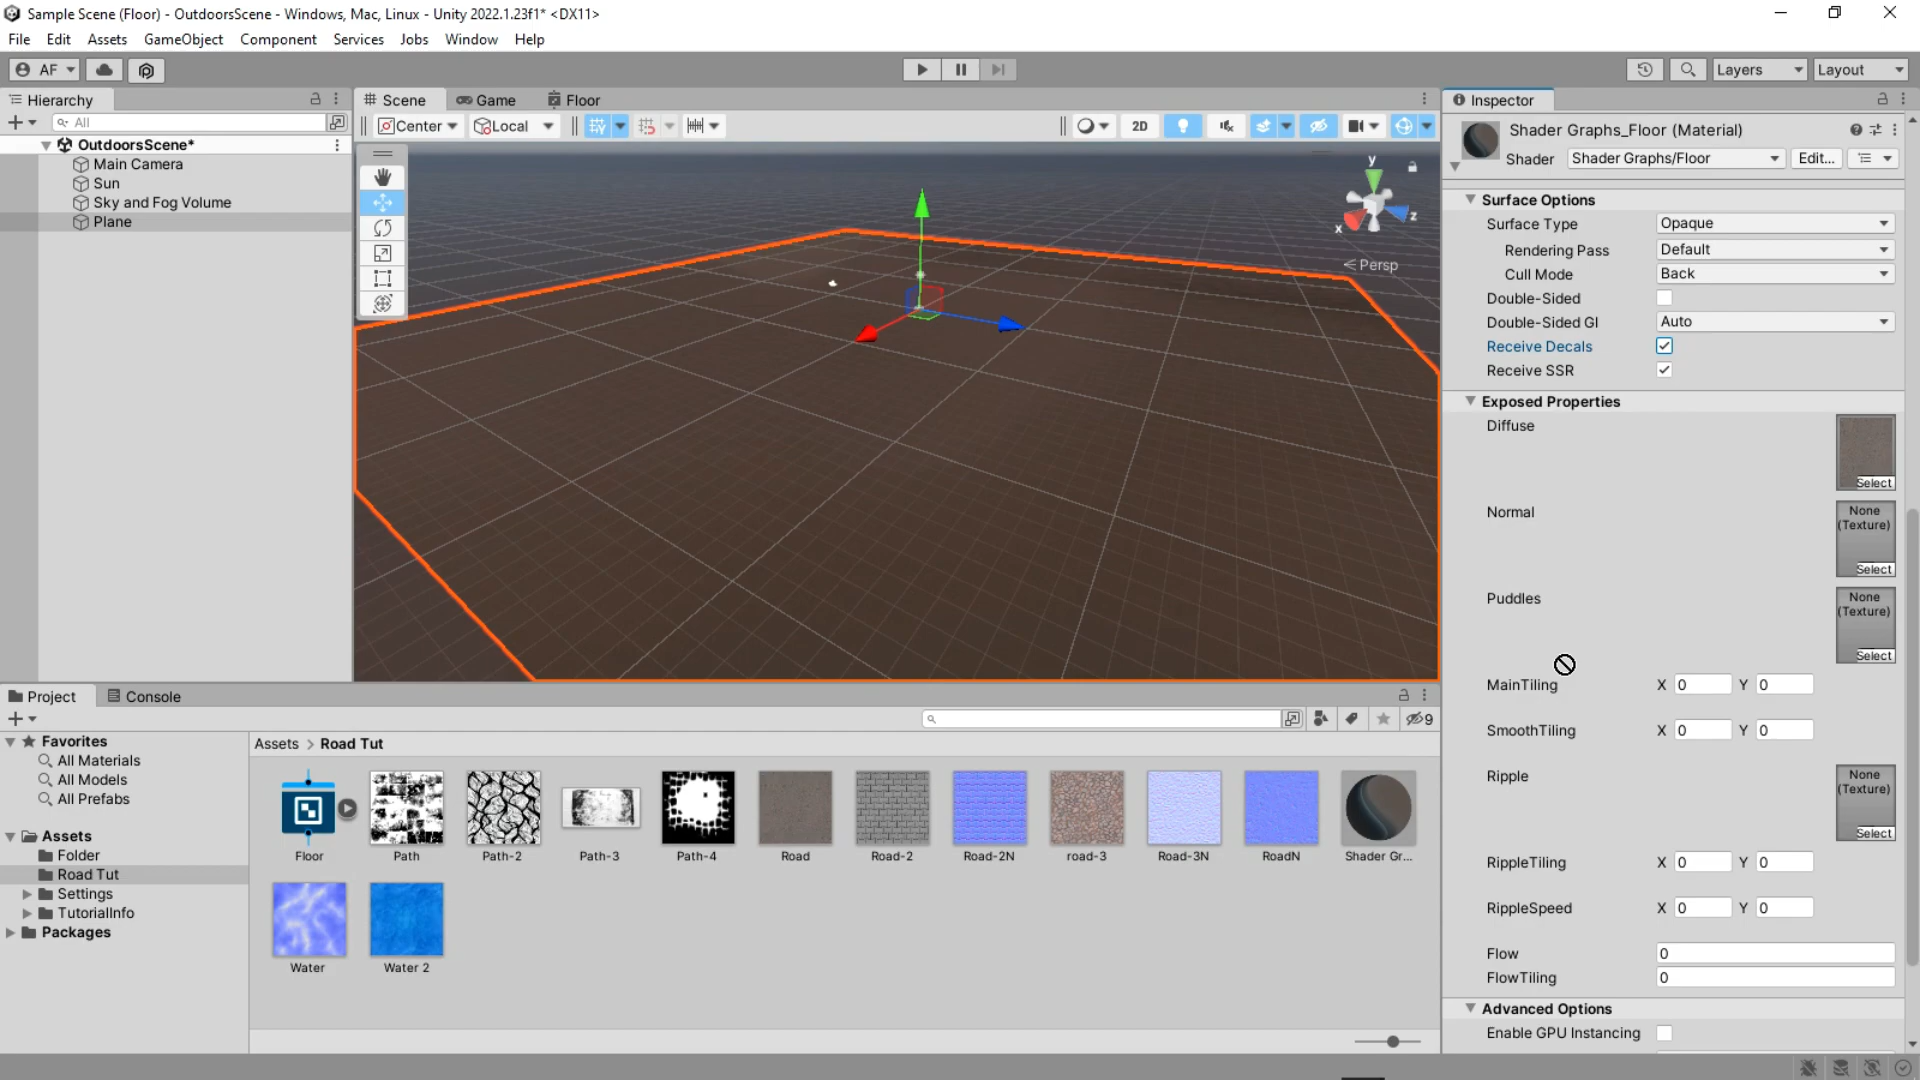 Sample Scene (Floor) - OutdoorsScene - Windows, Mac, Linux - Unity 2022.1.23f1* <DX11>
File Edit Assets GameObject Component Services Jobs Window Help
AF
Layers
Layout
Hierarchy
All
OutdoorsScene*
Main Camera
Sun
Sky and Fog Volume
Plane
Scene Game Floor
Center Local 2D
y
x
z
Persp
Inspector
Shader Graphs_Floor (Material)
Shader Shader Graphs/Floor Edit...
Surface Options
Surface Type Opaque
Rendering Pass Default
Cull Mode Back
Double-Sided
Double-Sided GI Auto
Receive Decals
Receive SSR
Exposed Properties
Diffuse
Select
Normal
None
(Texture)
Select
Puddles
None
(Texture)
Select
MainTiling X 0 Y 0
SmoothTiling X 0 Y 0
Ripple
None
(Texture)
Select
RippleTiling X 0 Y 0
RippleSpeed X 0 Y 0
Flow 0
FlowTiling 0
Advanced Options
Enable GPU Instancing
Project Console
9
Favorites
All Materials
All Models
All Prefabs
Assets
Folder
Road Tut
Settings
TutorialInfo
Packages
Assets > Road Tut
Floor Path Path-2 Path-3 Path-4 Road Road-2 Road-2N road-3 Road-3N RoadN Shader Gr...
Water Water 2